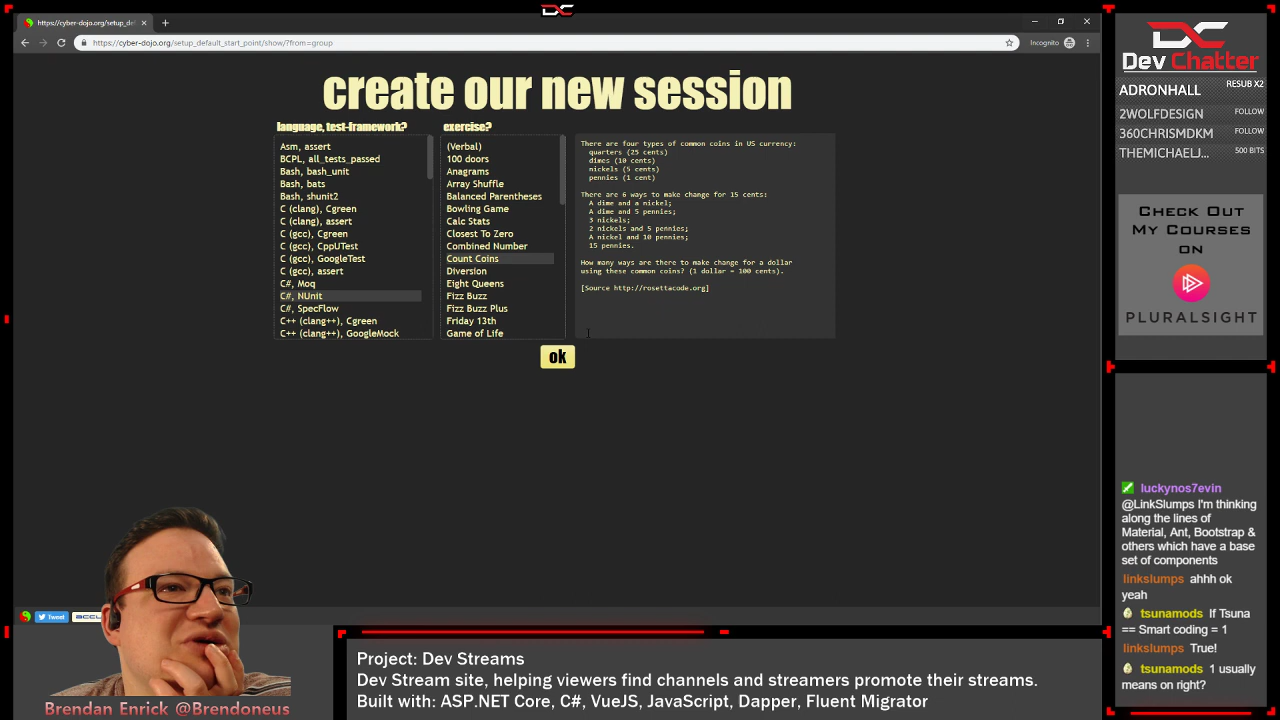 https://cyber-dojo.org/setup_def
https://cyber-dojo.org/setup_default_start_point/show/?from=group
Incognito
create our new session
language, test-framework?
exercise?
Asm, assert
BCPL, all_tests_passed
Bash, bash_unit
Bash, bats
Bash, shunit2
C (clang), Cgreen
C (clang), assert
C (gcc), Cgreen
C (gcc), CppUTest
C (gcc), GoogleTest
C (gcc), assert
C#, Moq
C#, NUnit
C#, SpecFlow
C++ (clang++), Cgreen
C++ (clang++), GoogleMock
(Verbal)
100 doors
Anagrams
Array Shuffle
Balanced Parentheses
Bowling Game
Calc Stats
Closest To Zero
Combined Number
Count Coins
Diversion
Eight Queens
Fizz Buzz
Fizz Buzz Plus
Friday 13th
Game of Life
There are four types of common coins in US currency:
quarters (25 cents)
dimes (10 cents)
nickels (5 cents)
pennies (1 cent)
There are 6 ways to make change for 15 cents:
A dime and a nickel;
A dime and 5 pennies;
3 nickels;
2 nickels and 5 pennies;
A nickel and 10 pennies;
15 pennies.
How many ways are there to make change for a dollar
using these common coins? (1 dollar = 100 cents).
[Source http://rosettacode.org]
ok
Tweet
ACCU
DC
Dev Chatter
ADRONHALL RESUB X2
2WOLFDESIGN FOLLOW
360CHRISMDKM FOLLOW
THEMICHAELJ... 500 BITS
CHECK OUT
MY COURSES
ON
PLURALSIGHT
luckynos7evin
@LinkSlumps I'm thinking
along the lines of
Material, Ant, Bootstrap &
others which have a base
set of components
linkslumps ahhh ok
yeah
tsunamods If Tsuna
== Smart coding = 1
linkslumps True!
tsunamods 1 usually
means on right?
Project: Dev Streams
Dev Stream site, helping viewers find channels and streamers promote their streams.
Built with: ASP.NET Core, C#, VueJS, JavaScript, Dapper, Fluent Migrator
Brendan Enrick @Brendoneus